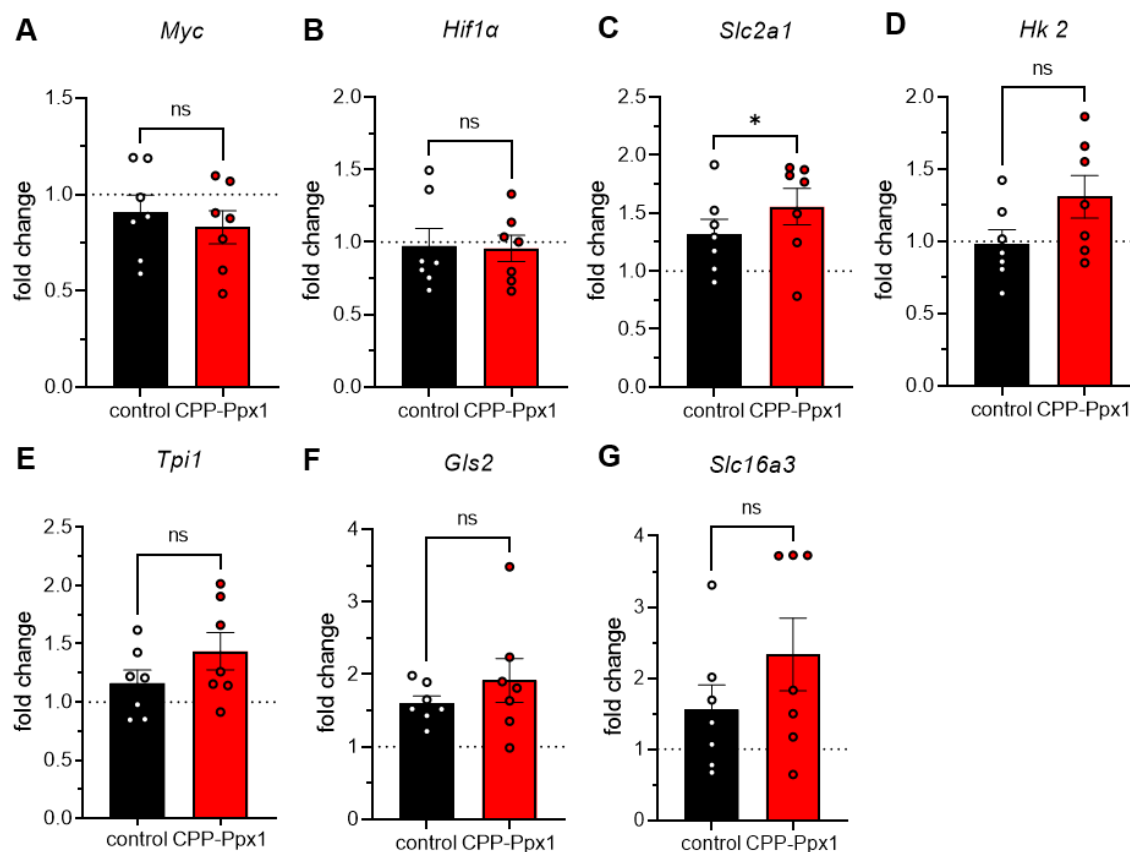 A
Myc
fold change
1.5
1.0
0.5
0.0
ns
control CPP-Ppx1
B
Hif1α
fold change
2.0
1.5
1.0
0.5
0.0
ns
control CPP-Ppx1
C
Slc2a1
fold change
2.5
2.0
1.5
1.0
0.5
0.0
*
control CPP-Ppx1
D
Hk 2
fold change
2.0
1.5
1.0
0.5
0.0
ns
control CPP-Ppx1
E
Tpi1
fold change
2.5
2.0
1.5
1.0
0.5
0.0
ns
control CPP-Ppx1
F
Gls2
fold change
4
3
2
1
0
ns
control CPP-Ppx1
G
Slc16a3
fold change
4
3
2
1
0
ns
control CPP-Ppx1